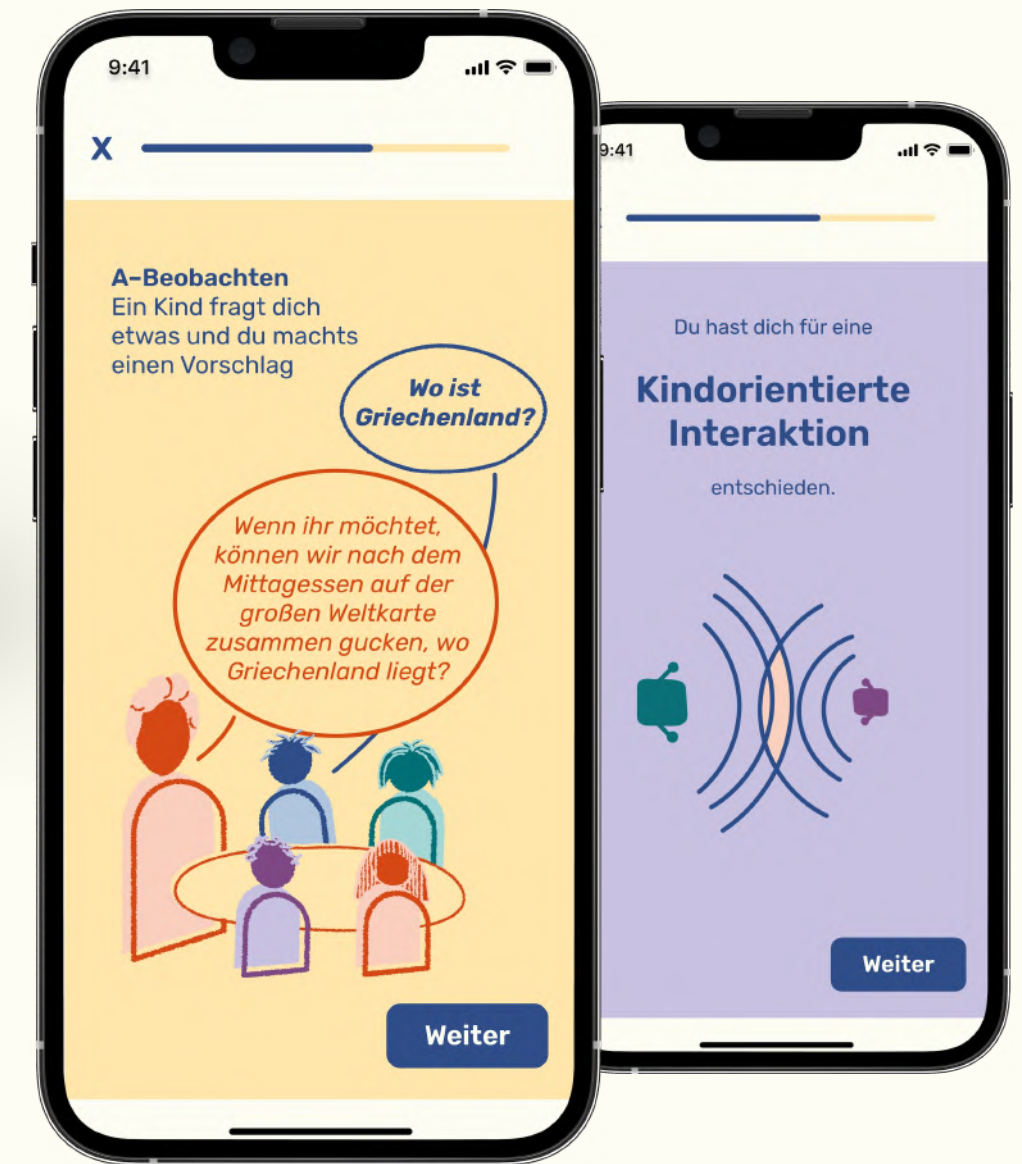 9:41
X
A–Beobachten
Ein Kind fragt dich
etwas und du machts
einen Vorschlag
Wo ist
Griechenland?
Wenn ihr möchtet,
können wir nach dem
Mittagessen auf der
großen Weltkarte
zusammen gucken, wo
Griechenland liegt?
Weiter
9:41
Du hast dich für eine
Kindorientierte
Interaktion
entschieden.
Weiter